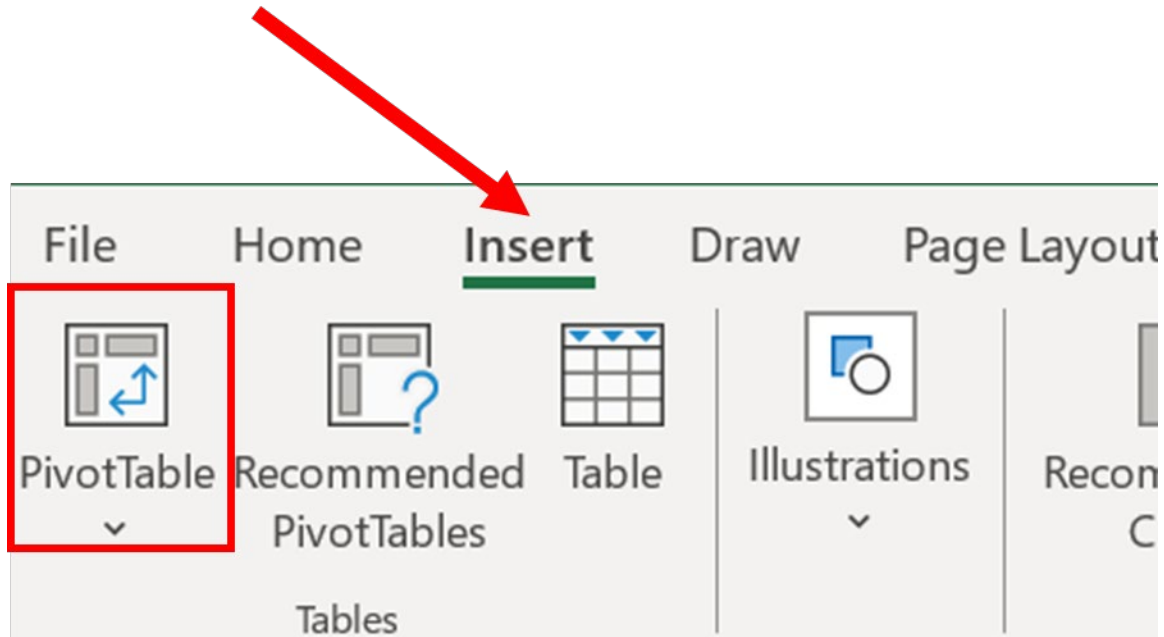 File Home Insert Draw Page Layout
PivotTable Recommended Table Illustrations
PivotTables
Tables